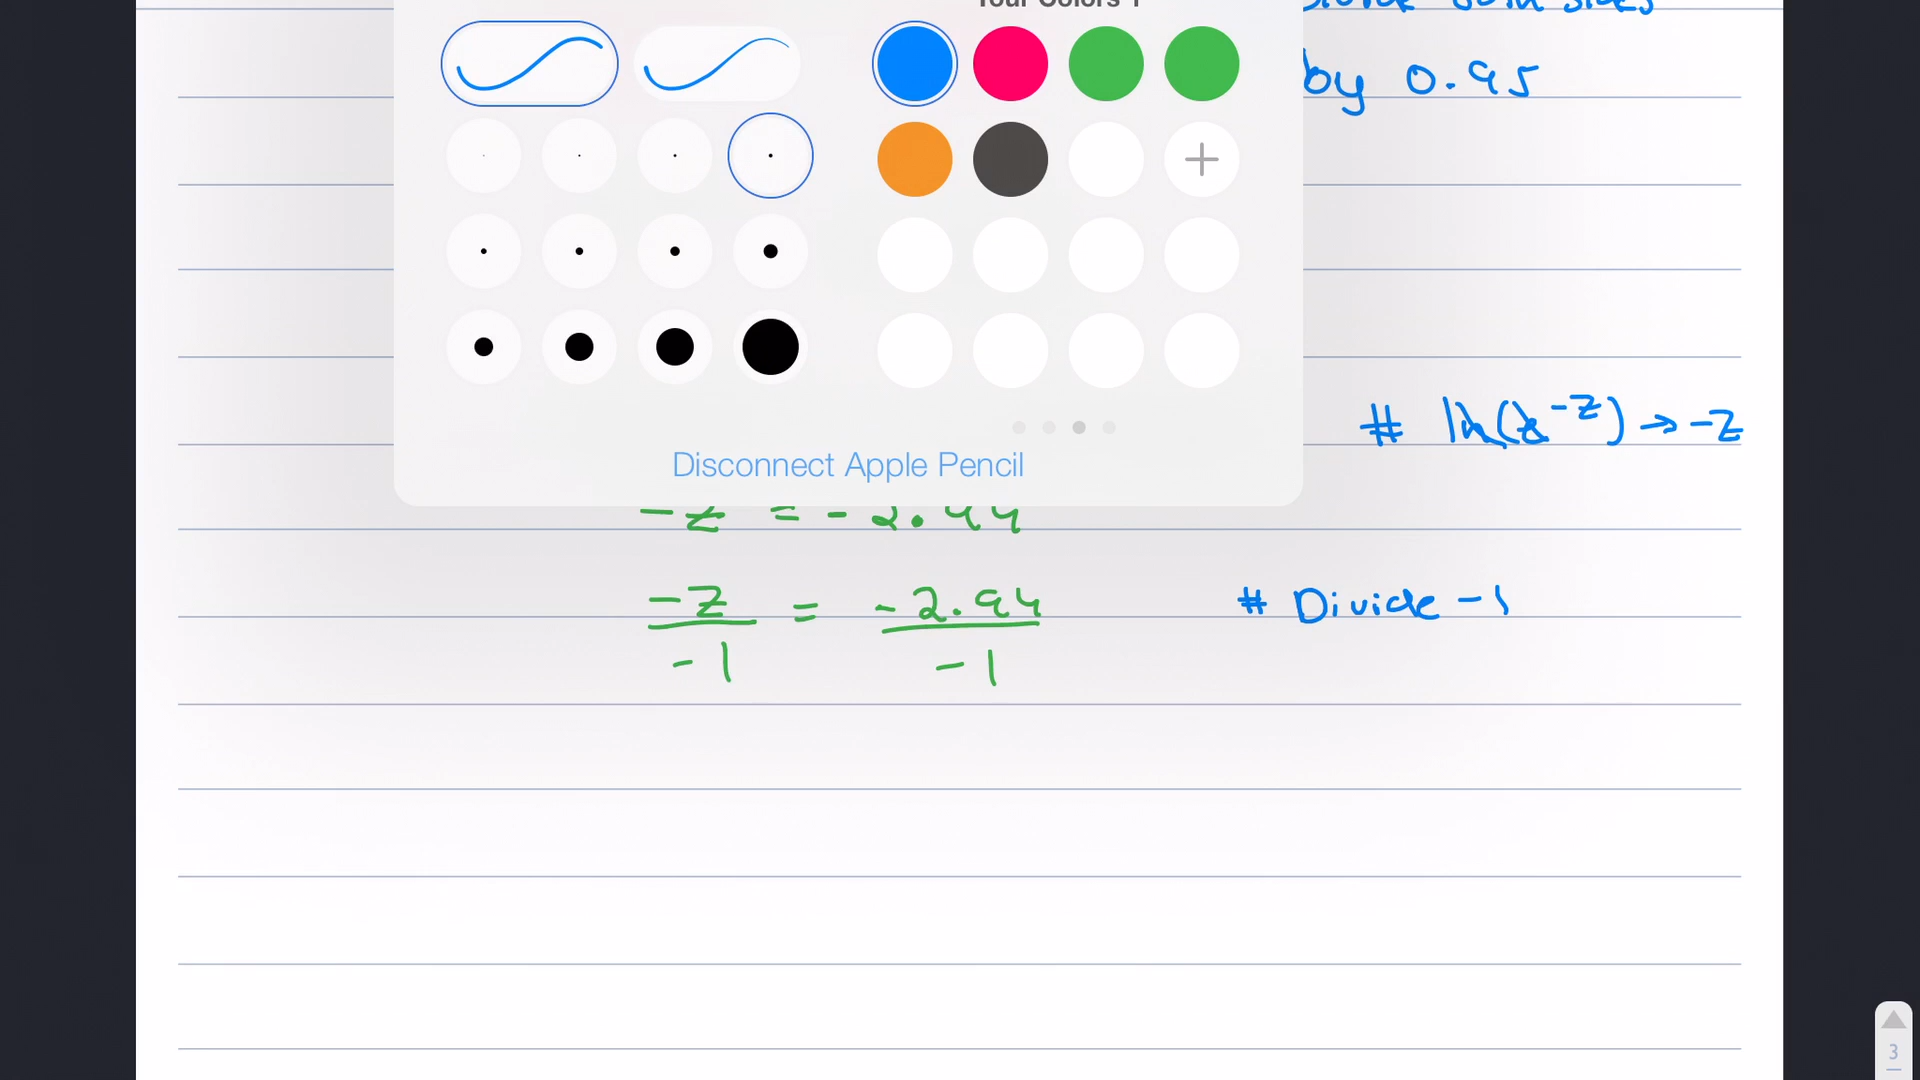 by 0.95
# ln(e^-z) → -z
Disconnect Apple Pencil
-z = -2.94
-z/-1 = -2.94/-1 # Divide -1
3